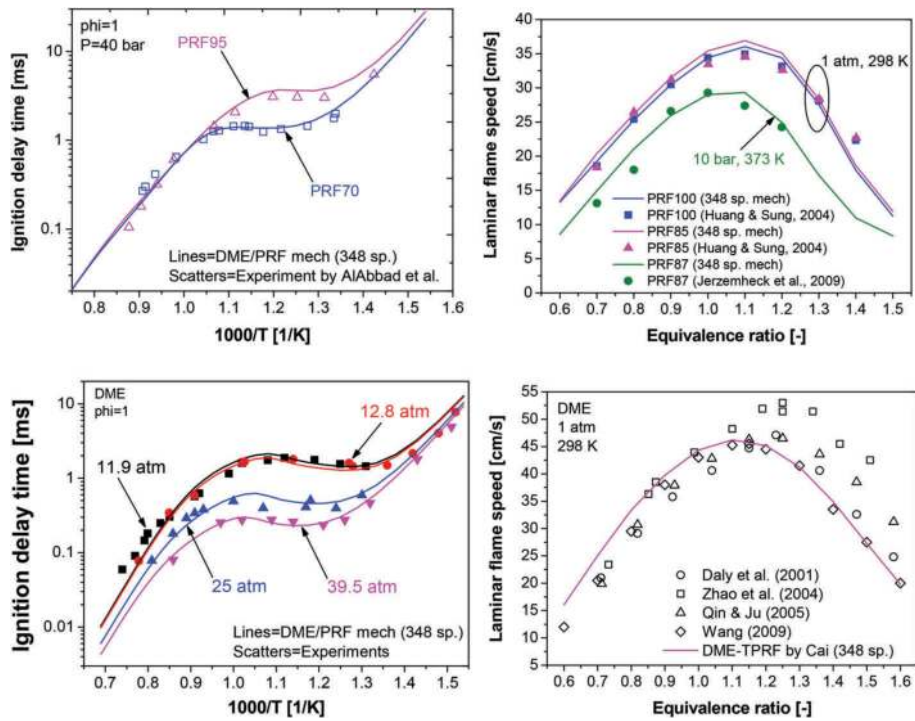 phi=1
P=40 bar
PRF95
PRF70
Lines=DME/PRF mech (348 sp.)
Scatters=Experiment by AlAbbad et al.
Ignition delay time [ms]
10
1
0.1
0.8 0.9 1.0 1.1 1.2 1.3 1.4 1.5 1.6
1000/T [1/K]
Laminar flame speed [cm/s]
40
35
30
25
20
15
10
5
0
1 atm, 298 K
10 bar, 373 K
PRF100 (348 sp. mech)
PRF100 (Huang & Sung, 2004)
PRF85 (348 sp. mech)
PRF85 (Huang & Sung, 2004)
PRF87 (348 sp. mech)
PRF87 (Jerzemheck et al., 2009)
0.6 0.7 0.8 0.9 1.0 1.1 1.2 1.3 1.4 1.5
Equivalence ratio [-]
Ignition delay time [ms]
10
1
0.1
0.01
DME
phi=1
11.9 atm
12.8 atm
25 atm
39.5 atm
Lines=DME/PRF mech (348 sp.)
Scatters=Experiments
0.7 0.8 0.9 1.0 1.1 1.2 1.3 1.4 1.5
1000/T [1/K]
Laminar flame speed [cm/s]
55
50
45
40
35
30
25
20
15
10
5
0
DME
1 atm
298 K
Daly et al. (2001)
Zhao et al. (2004)
Qin & Ju (2005)
Wang (2009)
DME-TPRF by Cai (348 sp.)
0.6 0.7 0.8 0.9 1.0 1.1 1.2 1.3 1.4 1.5 1.6
Equivalence ratio [-]